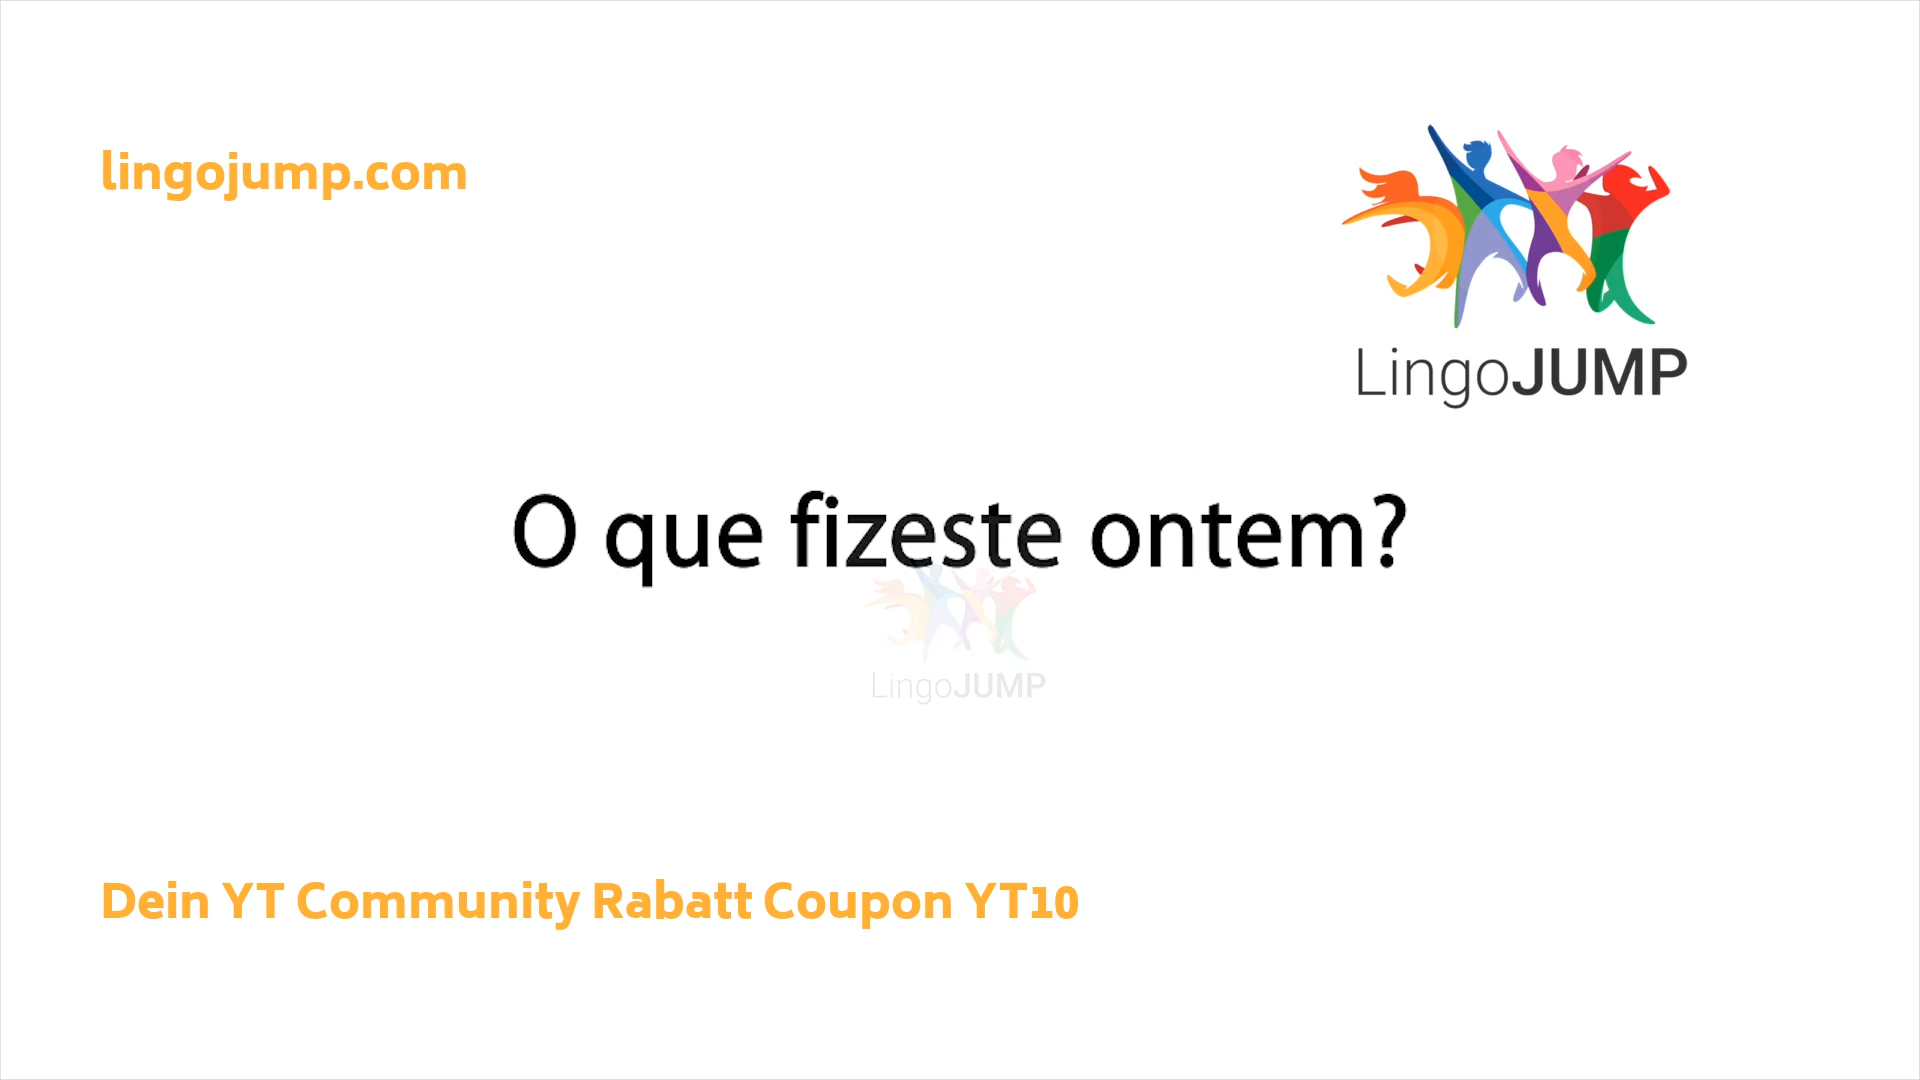 lingojump.com
LingoJUMP
O que fizeste ontem?
LingoJUMP
Dein YT Community Rabatt Coupon YT10